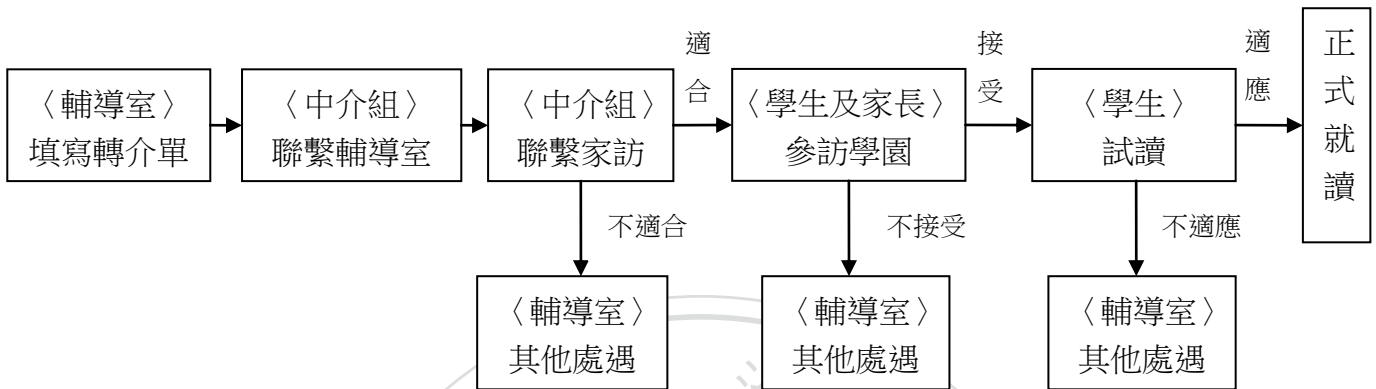 〈輔導室〉
填寫轉介單
〈中介組〉
聯繫輔導室
〈中介組〉
聯繫家訪
適
合
〈學生及家長〉
參訪學園
接
受
〈學生〉
試讀
適
應
正
式
就
讀
不適合
不接受
不適應
〈輔導室〉
其他處遇
〈輔導室〉
其他處遇
〈輔導室〉
其他處遇